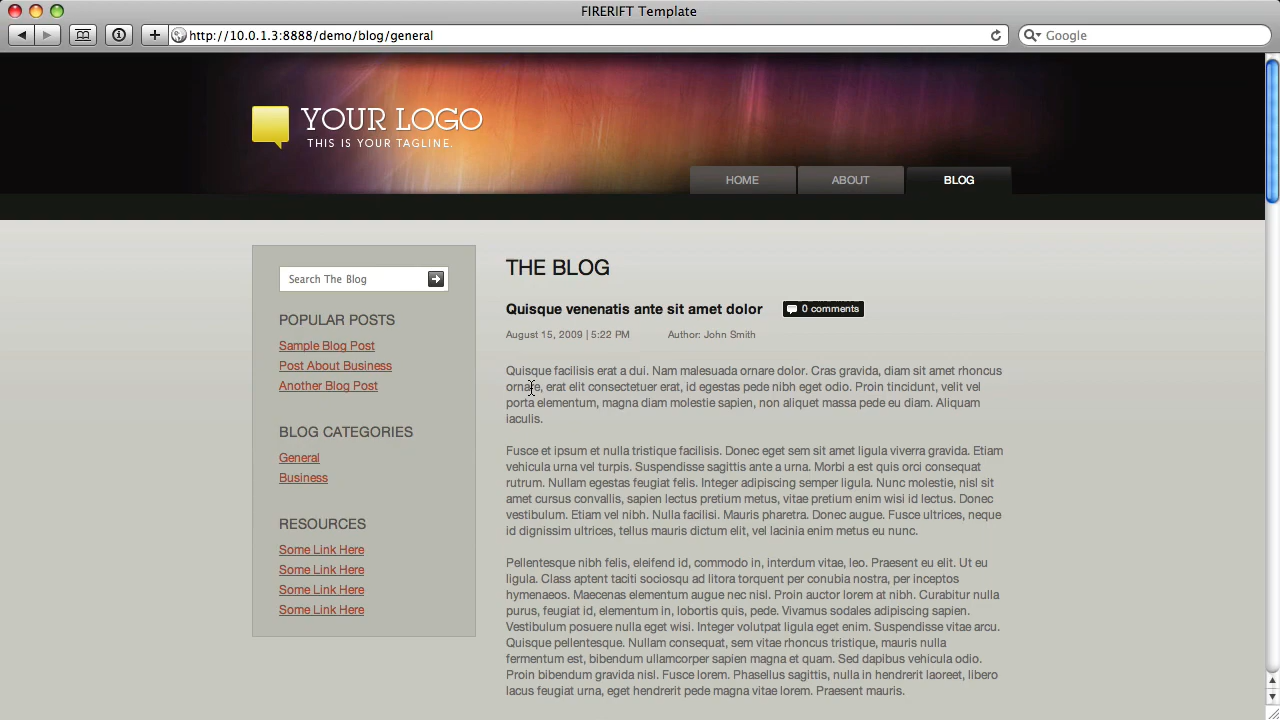 FIRERIFT Template
http://10.0.1.3:8888/demo/blog/general
Google
YOUR LOGO
THIS IS YOUR TAGLINE.
HOME
ABOUT
BLOG
Search The Blog
POPULAR POSTS
Sample Blog Post
Post About Business
Another Blog Post
BLOG CATEGORIES
General
Business
RESOURCES
Some Link Here
Some Link Here
Some Link Here
Some Link Here
THE BLOG
Quisque venenatis ante sit amet dolor
0 comments
August 15, 2009 | 5:22 PM
Author: John Smith
Quisque facilisis erat a dui. Nam malesuada ornare dolor. Cras gravida, diam sit amet rhoncus
ornare, erat elit consectetuer erat, id egestas pede nibh eget odio. Proin tincidunt, velit vel
porta elementum, magna diam molestie sapien, non aliquet massa pede eu diam. Aliquam
iaculis.
Fusce et ipsum et nulla tristique facilisis. Donec eget sem sit amet ligula viverra gravida. Etiam
vehicula urna vel turpis. Suspendisse sagittis ante a urna. Morbi a est quis orci consequat
rutrum. Nullam egestas feugiat felis. Integer adipiscing semper ligula. Nunc molestie, nisl sit
amet cursus convallis, sapien lectus pretium metus, vitae pretium enim wisi id lectus. Donec
vestibulum. Etiam vel nibh. Nulla facilisi. Mauris pharetra. Donec augue. Fusce ultrices, neque
id dignissim ultrices, tellus mauris dictum elit, vel lacinia enim metus eu nunc.
Pellentesque nibh felis, eleifend id, commodo in, interdum vitae, leo. Praesent eu elit. Ut eu
ligula. Class aptent taciti sociosqu ad litora torquent per conubia nostra, per inceptos
hymenaeos. Maecenas elementum augue nec nisl. Proin auctor lorem at nibh. Curabitur nulla
purus, feugiat id, elementum in, lobortis quis, pede. Vivamus sodales adipiscing sapien.
Vestibulum posuere nulla eget wisi. Integer volutpat ligula eget enim. Suspendisse vitae arcu.
Quisque pellentesque. Nullam consequat, sem vitae rhoncus tristique, mauris nulla
fermentum est, bibendum ullamcorper sapien magna et quam. Sed dapibus vehicula odio.
Proin bibendum gravida nisl. Fusce lorem. Phasellus sagittis, nulla in hendrerit laoreet, libero
lacus feugiat urna, eget hendrerit pede magna vitae lorem. Praesent mauris.